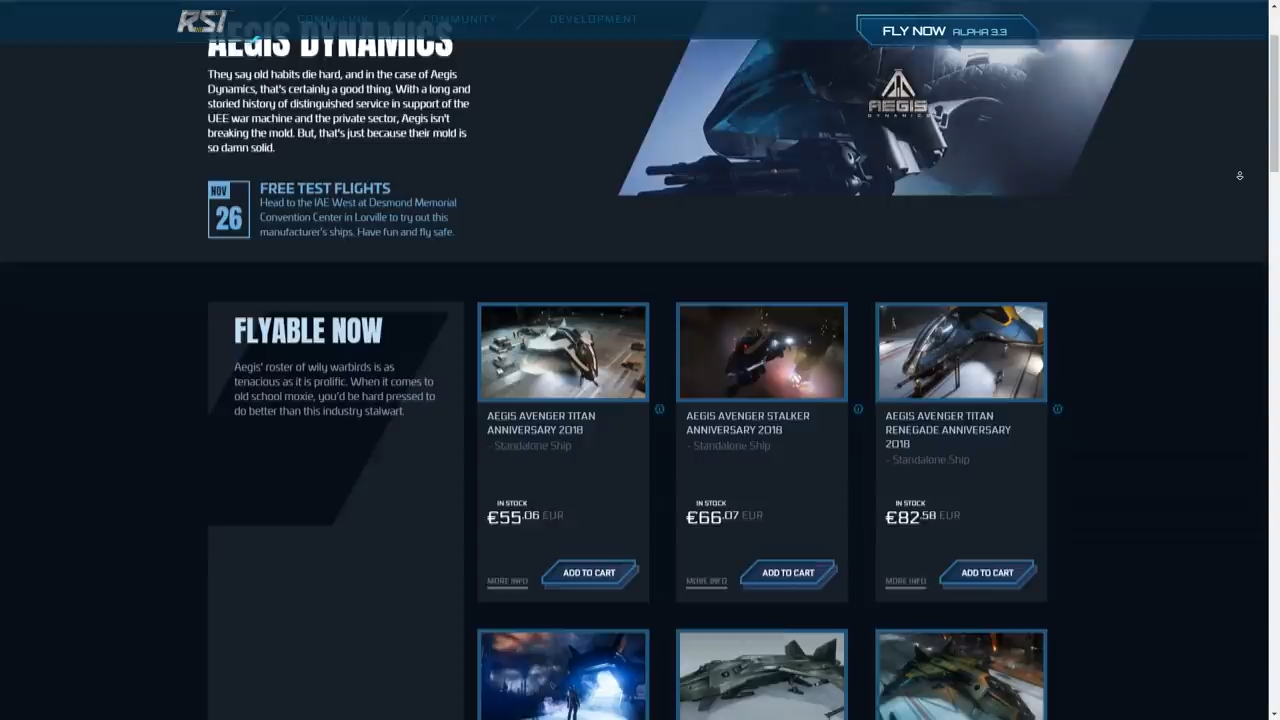 RSI
COMM-LINK
COMMUNITY
DEVELOPMENT
FLY NOW ALPHA 3.3
AEGIS DYNAMICS
They say old habits die hard, and in the case of Aegis
Dynamics, that's certainly a good thing. With a long and
storied history of distinguished service in support of the
UEE war machine and the private sector, Aegis isn't
breaking the mold. But, that's just because their mold is
so damn solid.
AEGIS
DYNAMICS
NOV
26
FREE TEST FLIGHTS
Head to the IAE West at Desmond Memorial
Convention Center in Lorville to try out this
manufacturer's ships. Have fun and fly safe.
FLYABLE NOW
Aegis' roster of wily warbirds is as
tenacious as it is prolific. When it comes to
old school moxie, you'd be hard pressed to
do better than this industry stalwart.
AEGIS AVENGER TITAN
ANNIVERSARY 2018
- Standalone Ship
IN STOCK
€55.06 EUR
MORE INFO
ADD TO CART
AEGIS AVENGER STALKER
ANNIVERSARY 2018
- Standalone Ship
IN STOCK
€66.07 EUR
MORE INFO
ADD TO CART
AEGIS AVENGER TITAN
RENEGADE ANNIVERSARY
2018
- Standalone Ship
IN STOCK
€82.58 EUR
MORE INFO
ADD TO CART